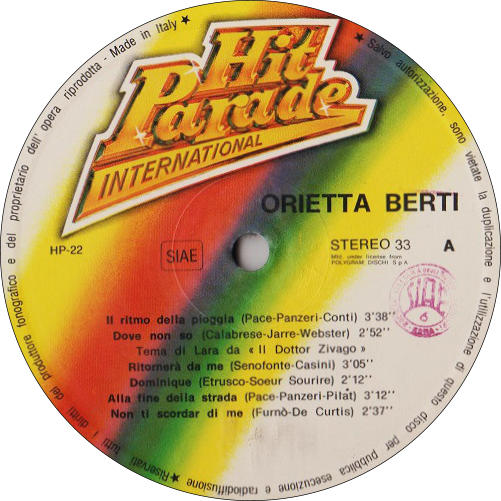 Hit
Parade
INTERNATIONAL
ORIETTA BERTI
HP-22
SIAE
STEREO 33 A
Mfd. under license from
POLYGRAM DISCHI S.p.A.
Il ritmo della pioggia (Pace-Panzeri-Conti) 3'38''
Dove non so (Calabrese-Jarre-Webster) 2'52''
Tema di Lara da « Il Dottor Zivago »
Ritornerà da me (Senofonte-Casini) 3'05''
Dominique (Etrusco-Soeur Sourire) 2'12''
Alla fine della strada (Pace-Panzeri-Pilat) 3'12''
Non ti scordar di me (Furnò-De Curtis) 2'37''
★ Riservati tutti i diritti del produttore fonografico e del proprietario dell'opera riprodotta - Made in Italy ★
Salvo autorizzazione, sono vietate la duplicazione e l'utilizzazione di questo disco per pubblica esecuzione e radiodiffusione
SIAE
6